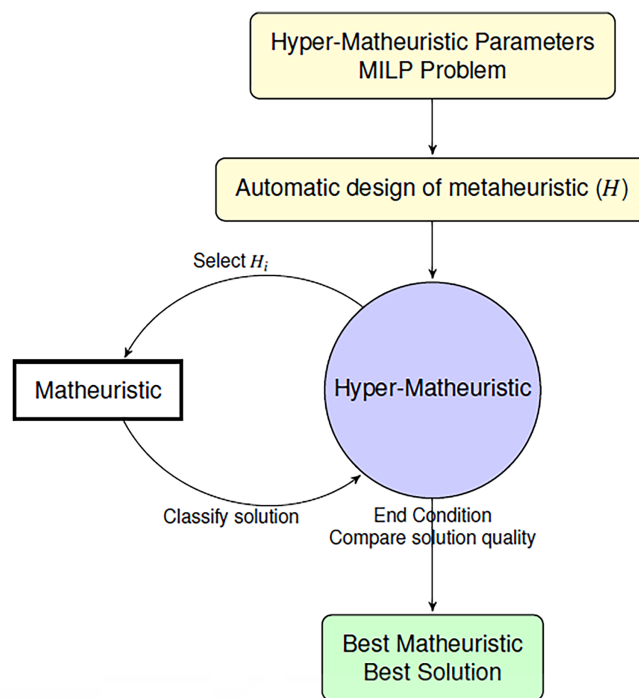 Hyper-Matheuristic Parameters
MILP Problem
Automatic design of metaheuristic (H)
Select Hᵢ
Matheuristic
Hyper-Matheuristic
Classify solution
End Condition
Compare solution quality
Best Matheuristic
Best Solution